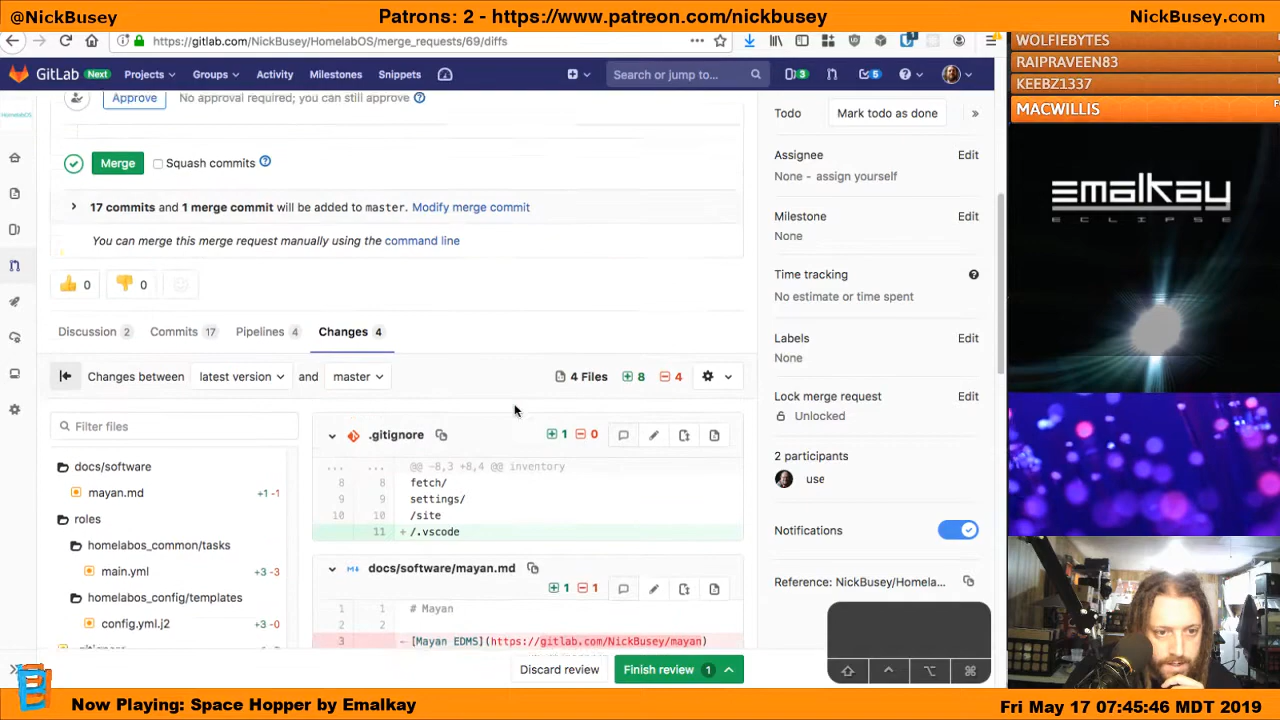 @NickBusey
Patrons: 2 - https://www.patreon.com/nickbusey
NickBusey.com
https://gitlab.com/NickBusey/HomelabOS/merge_requests/69/diffs
WOLFIEBYTES
RAIPRAVEEN83
KEEBZ1337
MACWILLIS
GitLab
Next
Projects
Groups
Activity
Milestones
Snippets
Search or jump to...
3
5
Approve
No approval required; you can still approve
Merge
Squash commits
17 commits and 1 merge commit will be added to master. Modify merge commit
You can merge this merge request manually using the command line
0
0
Discussion 2
Commits 17
Pipelines 4
Changes 4
Changes between latest version and master
4 Files
8
4
Filter files
docs/software
mayan.md
+1 -1
roles
homelabos_common/tasks
main.yml
+3 -3
homelabos_config/templates
config.yml.j2
+3 -0
.gitignore
1
0
... ... @@ -8,3 +8,4 @@ inventory
8 8 fetch/
9 9 settings/
10 10 /site
11 + /.vscode
docs/software/mayan.md
1
1
1 1 # Mayan
2 2
3 - [Mayan EDMS](https://gitlab.com/NickBusey/mayan)
Discard review
Finish review 1
Todo
Mark todo as done
»
Assignee
Edit
None - assign yourself
Milestone
Edit
None
Time tracking
No estimate or time spent
Labels
Edit
None
Lock merge request
Edit
Unlocked
2 participants
use
Notifications
Reference: NickBusey/Homela...
EMALKAY
ECLIPSE
Now Playing: Space Hopper by Emalkay
Fri May 17 07:45:46 MDT 2019